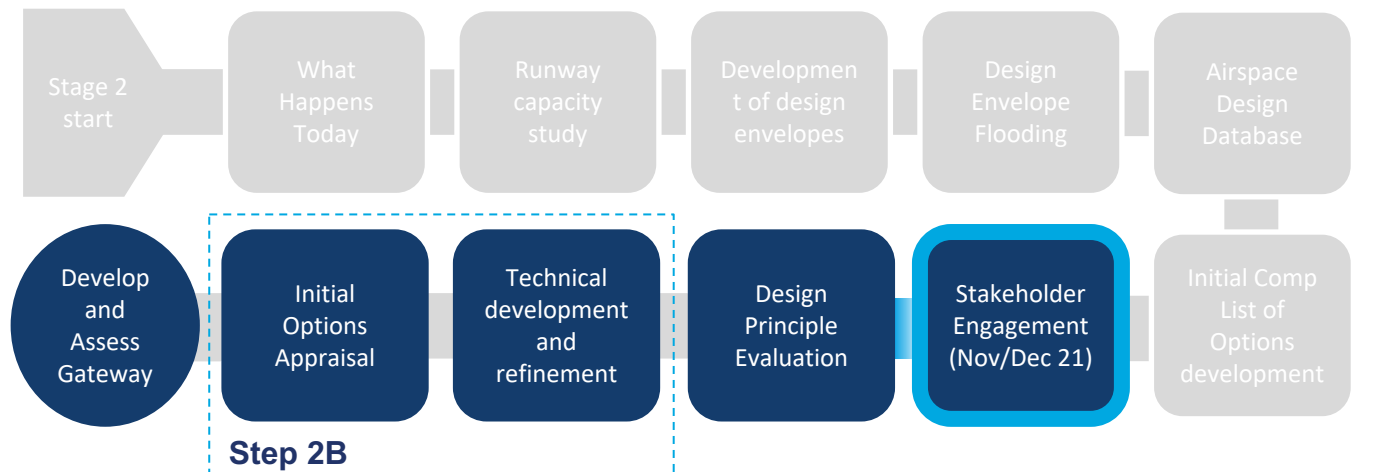 Stage 2
start
What
Happens
Today
Runway
capacity
study
Developmen
t of design
envelopes
Design
Envelope
Flooding
Airspace
Design
Database
Develop
and
Assess
Gateway
Initial
Options
Appraisal
Technical
development
and
refinement
Design
Principle
Evaluation
Stakeholder
Engagement
(Nov/Dec 21)
Initial Comp
List of
Options
development
Step 2B